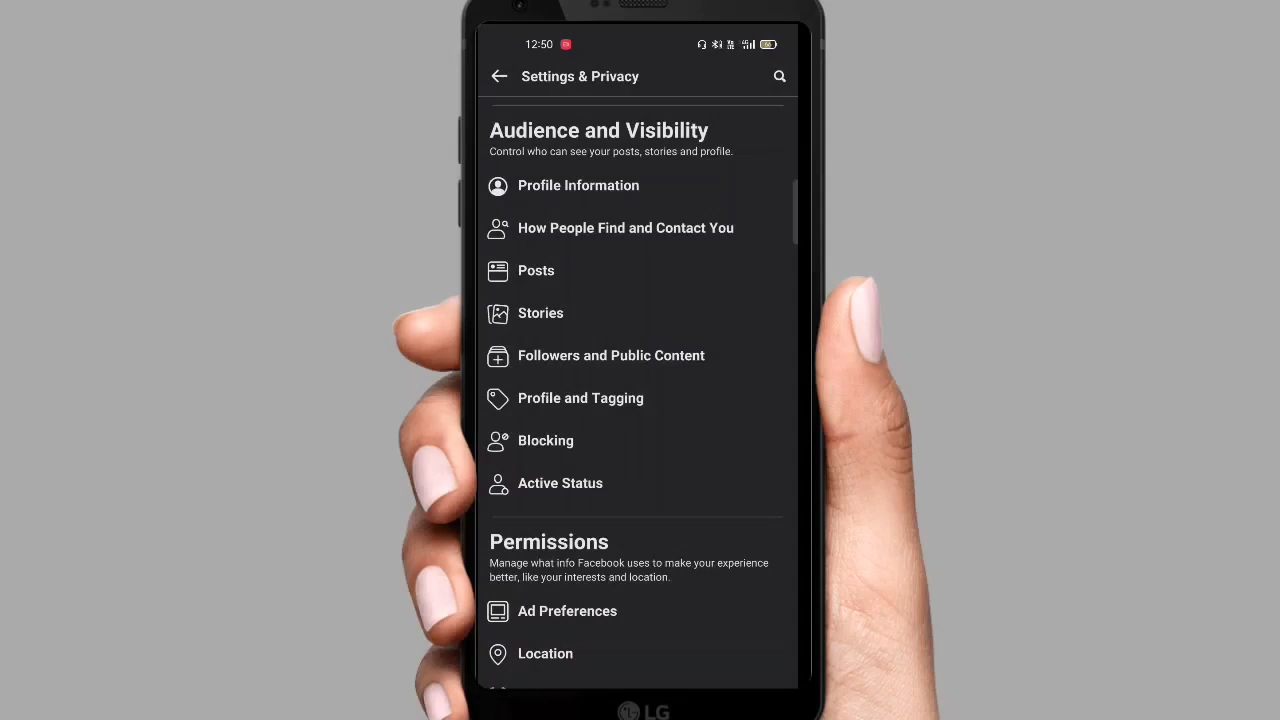 12:50
Settings & Privacy
Audience and Visibility
Control who can see your posts, stories and profile.
Profile Information
How People Find and Contact You
Posts
Stories
Followers and Public Content
Profile and Tagging
Blocking
Active Status
Permissions
Manage what info Facebook uses to make your experience
better, like your interests and location.
Ad Preferences
Location
LG